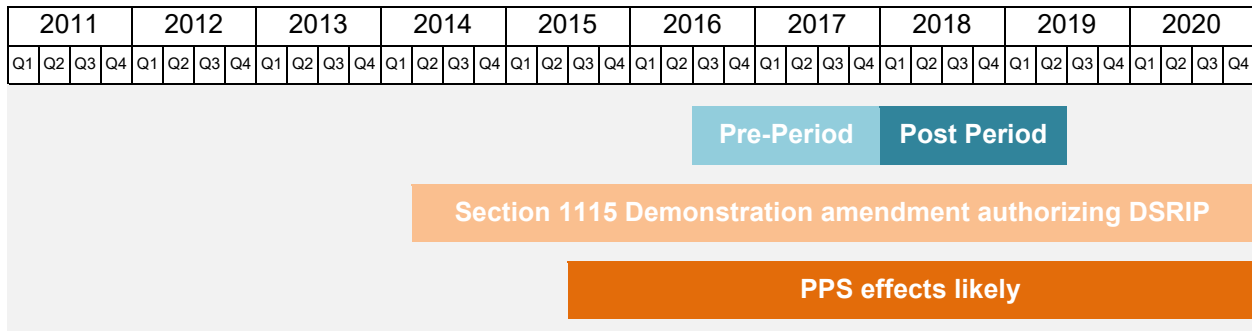 2011 2012 2013 2014 2015 2016 2017 2018 2019 2020
Q1 Q2 Q3 Q4 Q1 Q2 Q3 Q4 Q1 Q2 Q3 Q4 Q1 Q2 Q3 Q4 Q1 Q2 Q3 Q4 Q1 Q2 Q3 Q4 Q1 Q2 Q3 Q4 Q1 Q2 Q3 Q4 Q1 Q2 Q3 Q4 Q1 Q2 Q3 Q4
Pre-Period Post Period
Section 1115 Demonstration amendment authorizing DSRIP
PPS effects likely